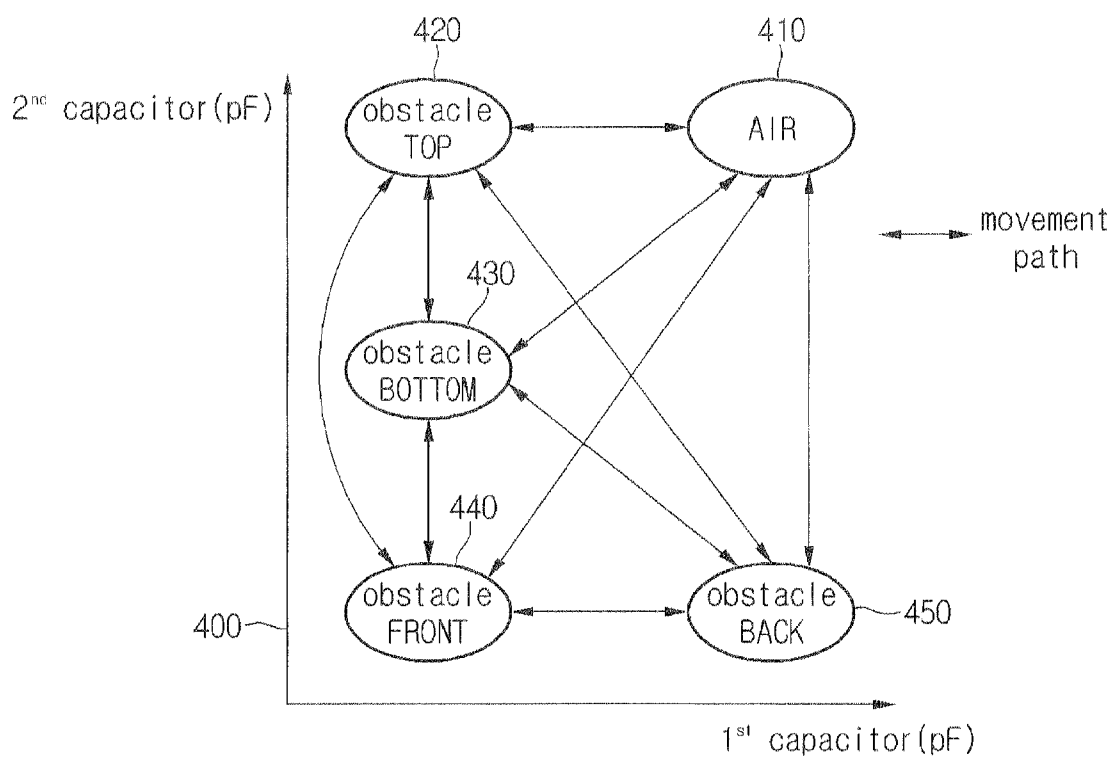 420
410
2nd capacitor(pF)
obstacle
TOP
AIR
movement
path
430
obstacle
BOTTOM
440
obstacle
FRONT
obstacle
BACK
450
400
1st capacitor(pF)